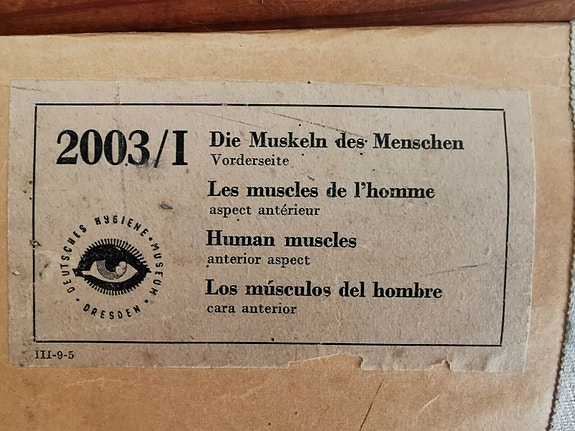 2003/I
Die Muskeln des Menschen
Vorderseite
Les muscles de l'homme
aspect antérieur
Human muscles
anterior aspect
Los músculos del hombre
cara anterior
DEUTSCHES HYGIENE-MUSEUM
DRESDEN
III-9-5